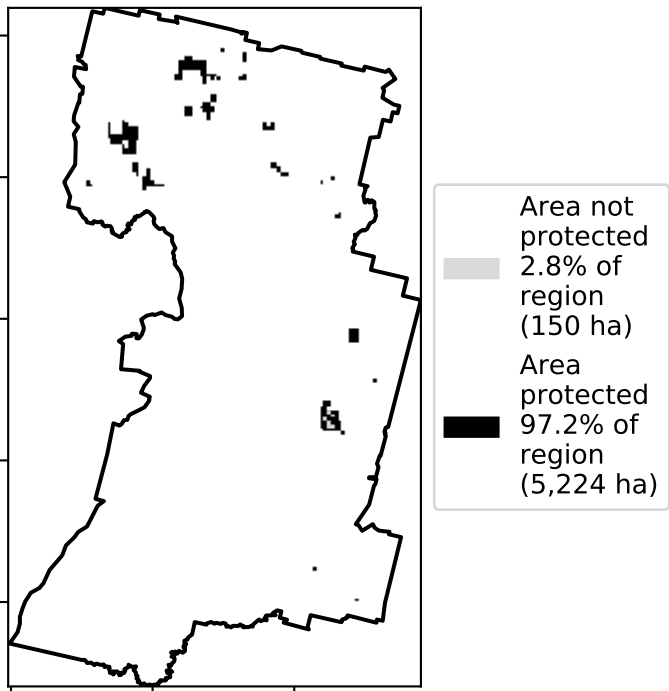 Area not
protected
2.8% of
region
(150 ha)
Area
protected
97.2% of
region
(5,224 ha)